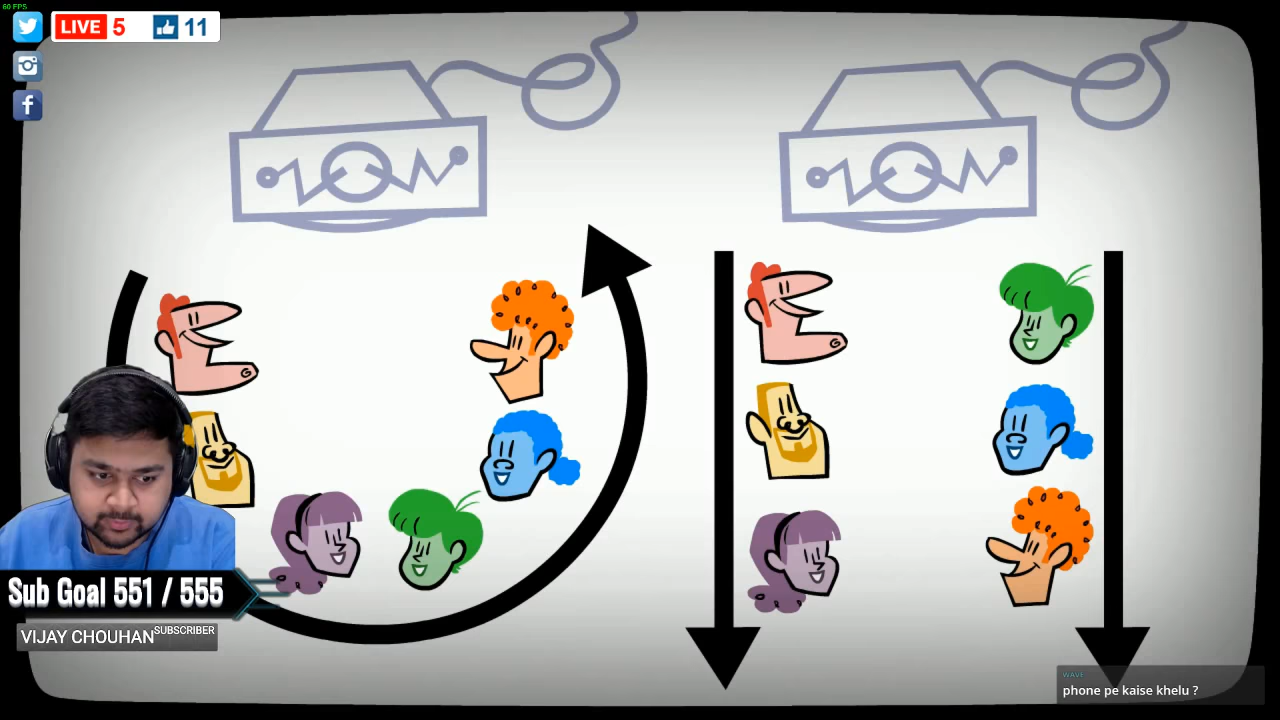 60 FPS
LIVE 5 11
Sub Goal 551 / 555
VIJAY CHOUHAN SUBSCRIBER
WAVE
phone pe kaise khelu ?